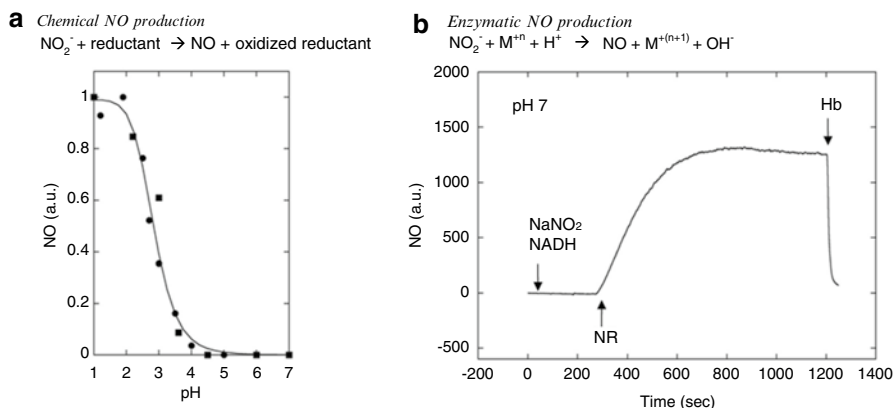 a Chemical NO production
NO₂⁻ + reductant → NO + oxidized reductant
NO (a.u.)
1
0.8
0.6
0.4
0.2
0
1 2 3 4 5 6 7
pH
b Enzymatic NO production
NO₂⁻ + M⁺ⁿ + H⁺ → NO + M⁺⁽ⁿ⁺¹⁾ + OH⁻
NO (a.u.)
2000
1500
1000
500
0
-500
pH 7
Hb
NaNO₂
NADH
NR
-200 0 200 400 600 800 1000 1200 1400
Time (sec)